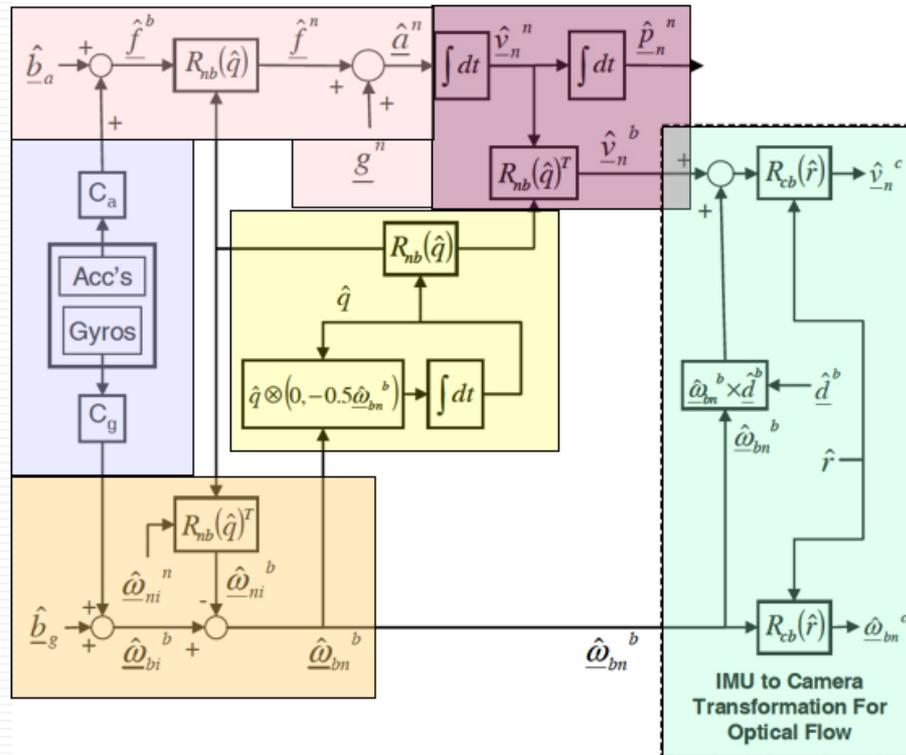 b̂_a + f̂^b R_nb(q̂) f̂^n â^n ∫dt v̂_n^n ∫dt p̂_n^n
+ + +
g^n
R_nb(q̂)^T v̂_n^b + R_cb(r̂) v̂_n^c
+
C_a
Acc's
Gyros
C_g
R_nb(q̂)
q̂
q̂⊗(0,−0.5ω̂_bn^b) ∫dt
ω̂_bn^b × d̂^b d̂^b
ω̂_bn^b
r̂
R_nb(q̂)^T
ω̂_ni^n ω̂_ni^b
+ -
b̂_g + ω̂_bi^b + ω̂_bn^b ω̂_bn^b R_cb(r̂) ω̂_bn^c
IMU to Camera
Transformation For
Optical Flow